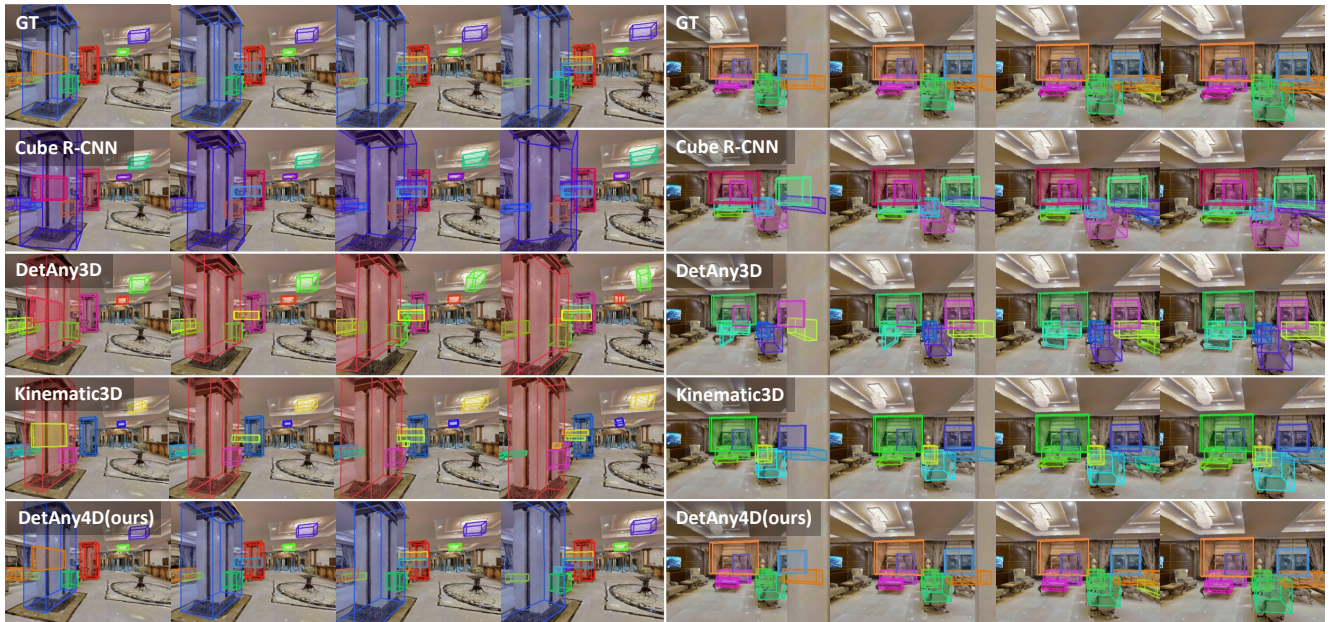 GT
GT
Cube R-CNN
Cube R-CNN
DetAny3D
DetAny3D
Kinematic3D
Kinematic3D
DetAny4D(ours)
DetAny4D(ours)